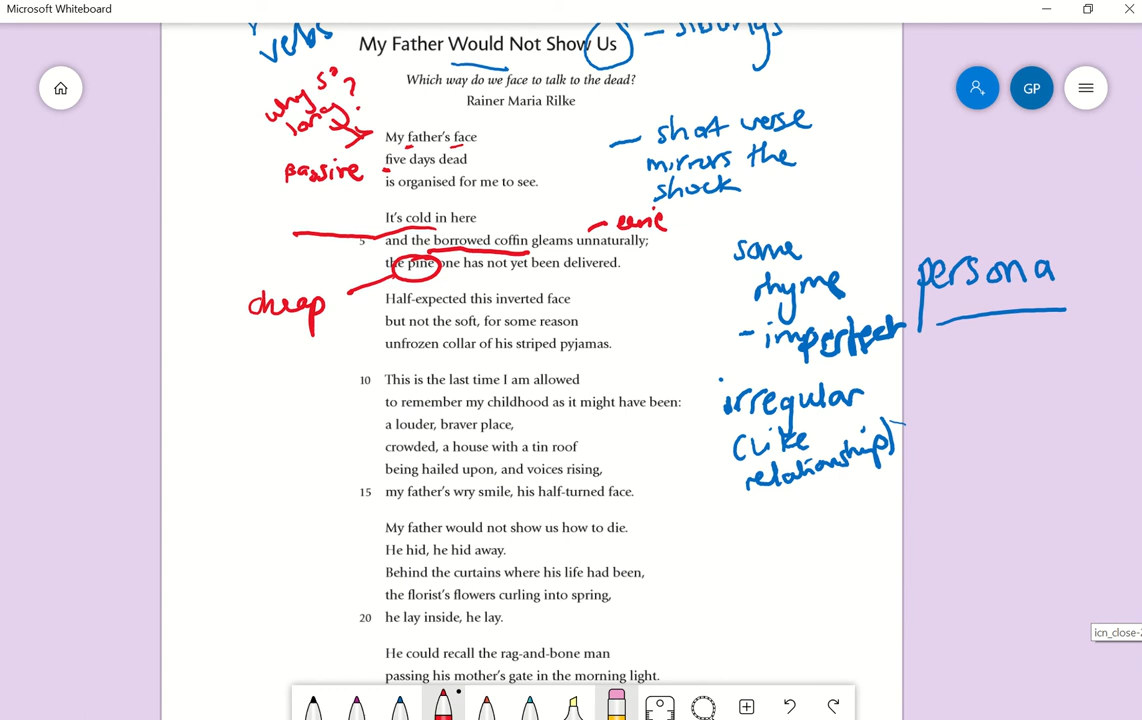 Microsoft Whiteboard
verbs
My Father Would Not Show Us
- siblings
Which way do we face to talk to the dead?
Rainer Maria Rilke
GP
why 5?
long
passive
My father's face
five days dead
is organised for me to see.
- short verse
mirrors the
shock
It's cold in here
5 and the borrowed coffin gleams unnaturally;
the pine one has not yet been delivered.
- eerie
cheap
Half-expected this inverted face
but not the soft, for some reason
unfrozen collar of his striped pyjamas.
some
rhyme
- imperfect
persona
10 This is the last time I am allowed
to remember my childhood as it might have been:
a louder, braver place,
crowded, a house with a tin roof
being hailed upon, and voices rising,
15 my father's wry smile, his half-turned face.
irregular
(like
relationship)
My father would not show us how to die.
He hid, he hid away.
Behind the curtains where his life had been,
the florist's flowers curling into spring,
20 he lay inside, he lay.
He could recall the rag-and-bone man
passing his mother's gate in the morning light.
icn_close-2